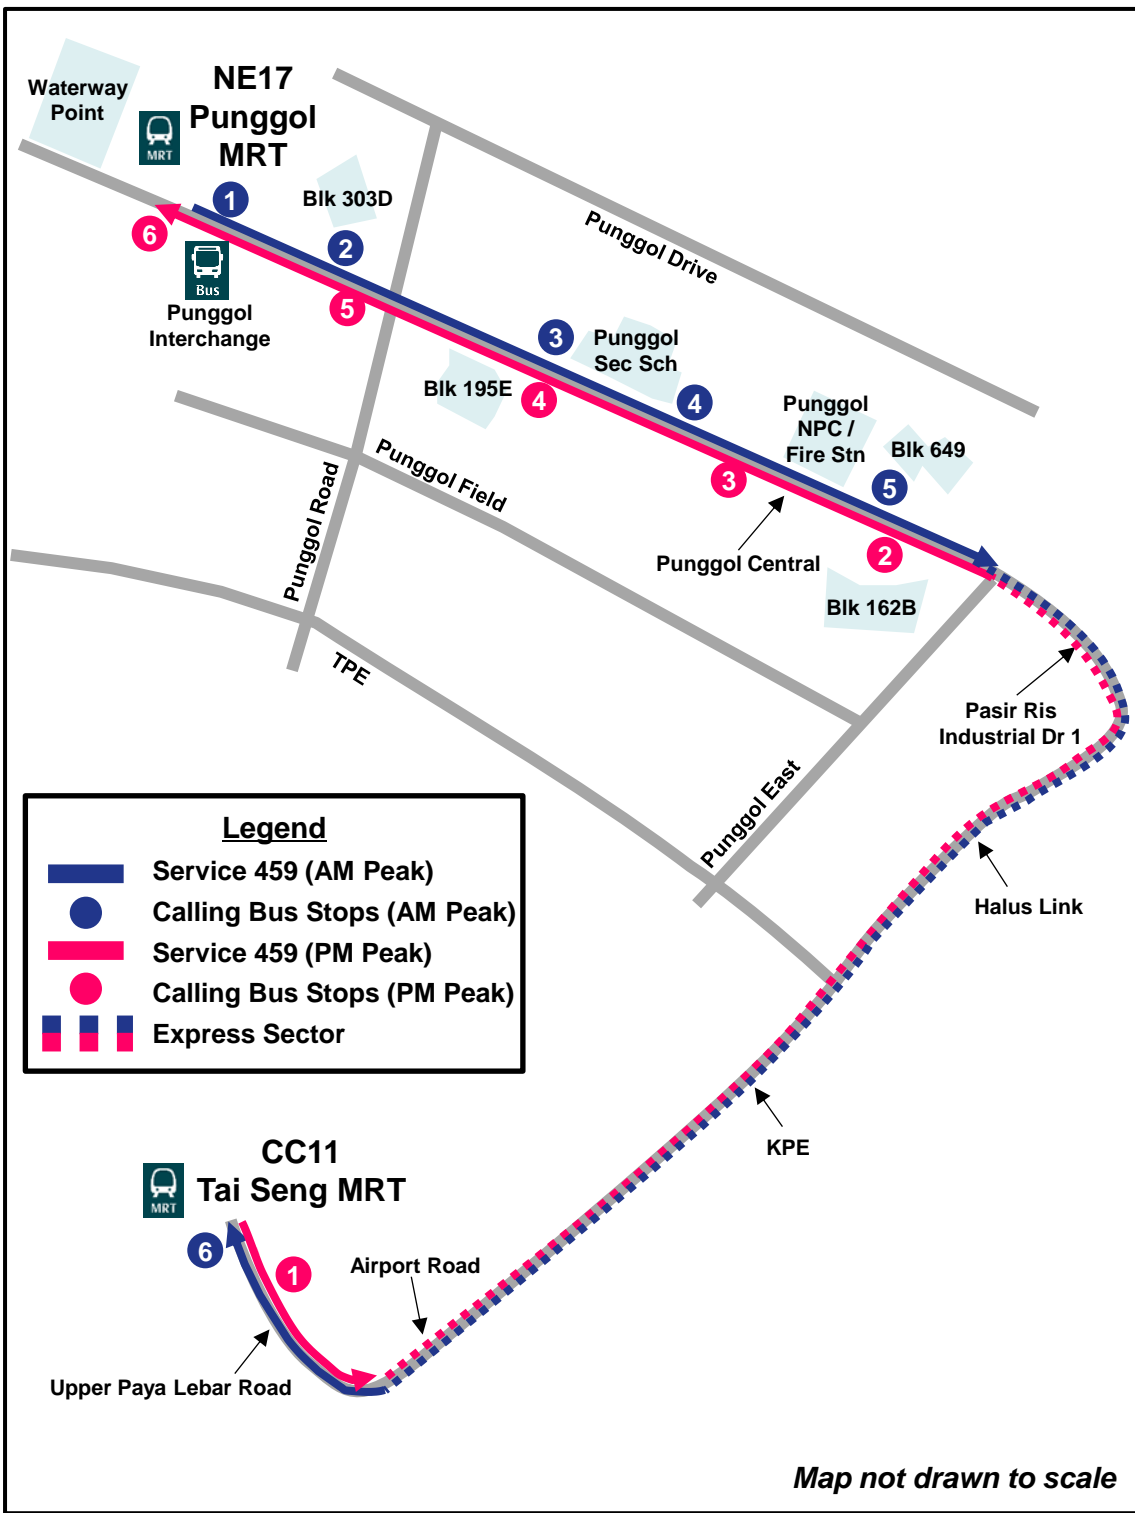 Waterway
Point
MRT
NE17
Punggol
MRT
1
Blk 303D
2
6
Bus
Punggol
Interchange
5
Punggol Drive
3
Punggol
Sec Sch
Blk 195E
4
4
Punggol
NPC /
Fire Stn
Blk 649
5
3
Punggol Field
Punggol Road
Punggol Central
2
Blk 162B
TPE
Pasir Ris
Industrial Dr 1
Punggol East
Halus Link
Legend
Service 459 (AM Peak)
Calling Bus Stops (AM Peak)
Service 459 (PM Peak)
Calling Bus Stops (PM Peak)
Express Sector
KPE
CC11
Tai Seng MRT
MRT
6
1
Airport Road
Upper Paya Lebar Road
Map not drawn to scale